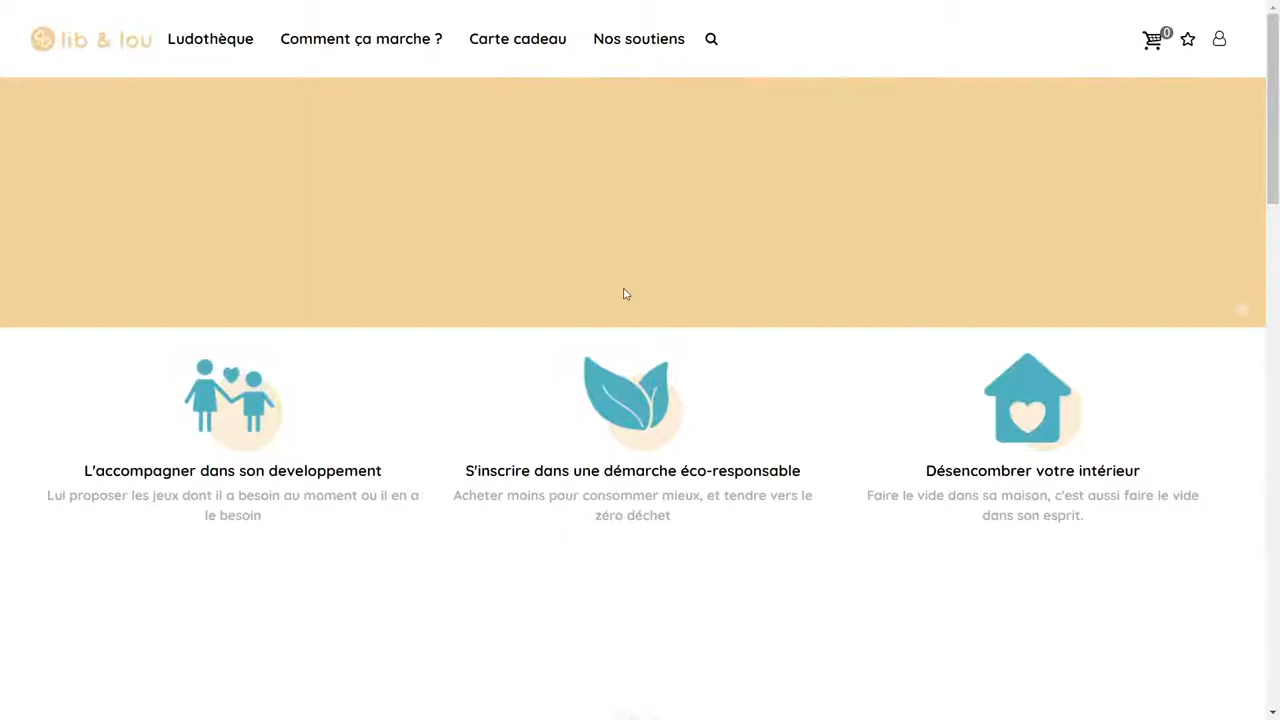 lib & lou
Ludothèque
Comment ça marche ?
Carte cadeau
Nos soutiens
0
L'accompagner dans son developpement
Lui proposer les jeux dont il a besoin au moment ou il en a
le besoin
S'inscrire dans une démarche éco-responsable
Acheter moins pour consommer mieux, et tendre vers le
zéro déchet
Désencombrer votre intérieur
Faire le vide dans sa maison, c'est aussi faire le vide
dans son esprit.